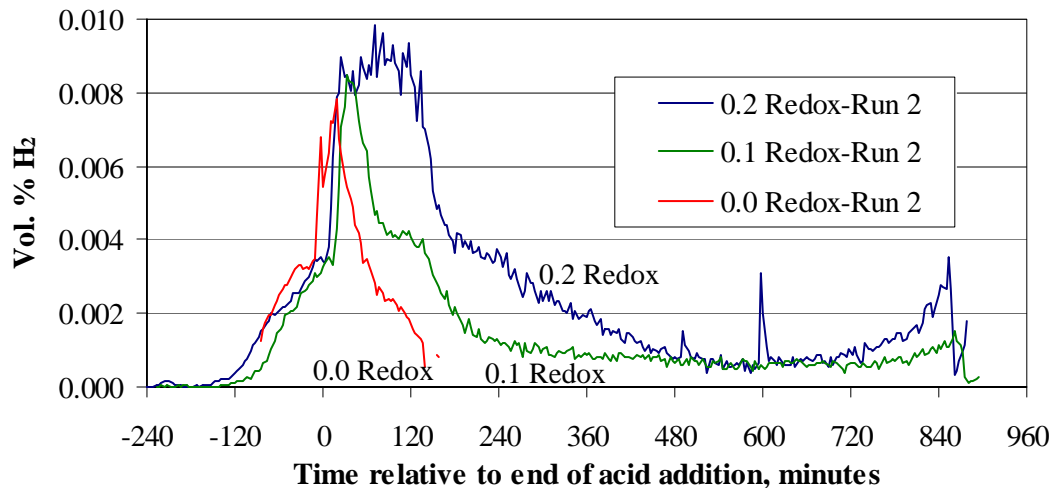 0.010
0.008
0.006
0.004
0.002
0.000
Vol. % H₂
0.2 Redox-Run 2
0.1 Redox-Run 2
0.0 Redox-Run 2
0.2 Redox
0.0 Redox
0.1 Redox
-240 -120 0 120 240 360 480 600 720 840 960
Time relative to end of acid addition, minutes